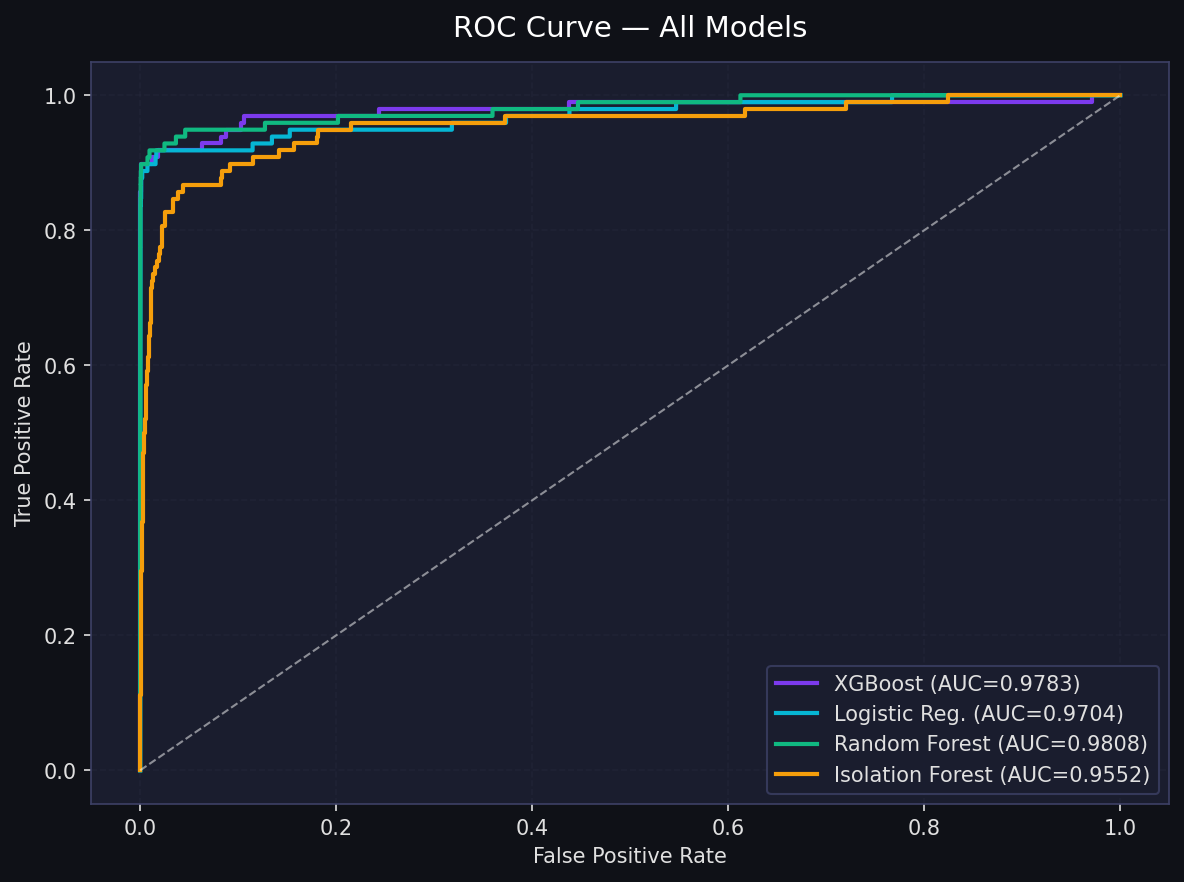 ROC Curve — All Models
1.0
0.8
0.6
0.4
0.2
0.0
True Positive Rate
XGBoost (AUC=0.9783)
Logistic Reg. (AUC=0.9704)
Random Forest (AUC=0.9808)
Isolation Forest (AUC=0.9552)
0.0 0.2 0.4 0.6 0.8 1.0
False Positive Rate